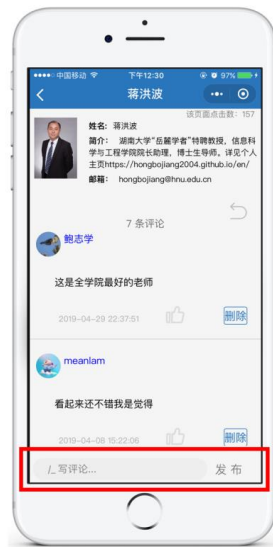 中国移动 下午12:30 97%
蒋洪波
该页面点击数: 157
姓名: 蒋洪波
简介: 湖南大学“岳麓学者”特聘教授，信息科
学与工程学院院长助理，博士生导师。详见个人
主页https://hongbojiang2004.github.io/en/
邮箱: hongbojiang@hnu.edu.cn
7 条评论
鲍志学
这是全学院最好的老师
2019-04-29 22:37:51 删除
meanlam
看起来还不错我是觉得
2019-04-08 15:22:06 删除
/_ 写评论... 发 布